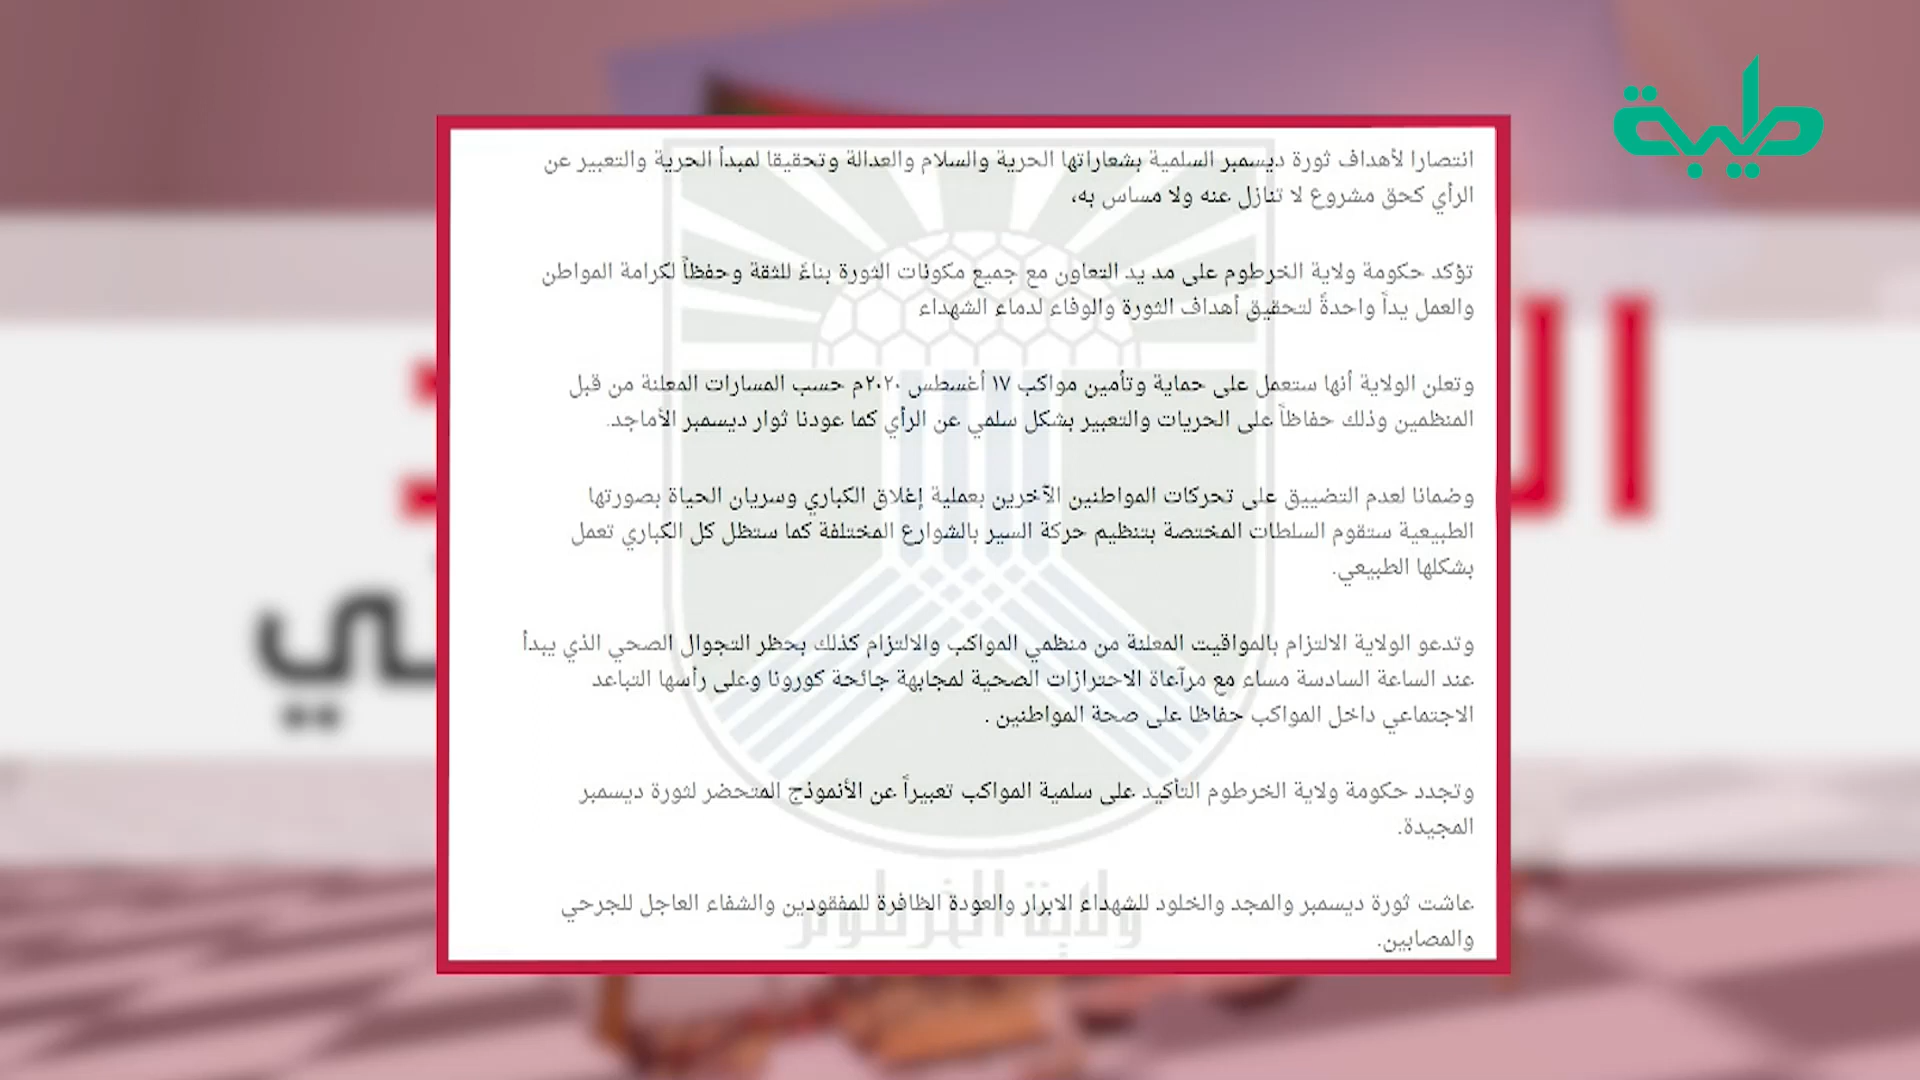 طيبة
انتصارا لأهداف ثورة ديسمبر السلمية بشعاراتها الحرية والسلام والعدالة وتحقيقا لمبدأ الحرية والتعبير عن
الرأي كحق مشروع لا تنازل عنه ولا مساس به،
تؤكد حكومة ولاية الخرطوم على مد يد التعاون مع جميع مكونات الثورة بناءً للثقة وحفظاً لكرامة المواطن
والعمل يداً واحدةً لتحقيق أهداف الثورة والوفاء لدماء الشهداء
وتعلن الولاية أنها ستعمل على حماية وتأمين مواكب ١٧ أغسطس ٢٠٢٠م حسب المسارات المعلنة من قبل
المنظمين وذلك حفاظاً على الحريات والتعبير بشكل سلمي عن الرأي كما عودنا ثوار ديسمبر الأماجد.
وضمانا لعدم التضييق على تحركات المواطنين الآخرين بعملية إغلاق الكباري وسريان الحياة بصورتها
الطبيعية ستقوم السلطات المختصة بتنظيم حركة السير بالشوارع المختلفة كما ستظل كل الكباري تعمل
بشكلها الطبيعي.
وتدعو الولاية الالتزام بالمواقيت المعلنة من منظمي المواكب والالتزام كذلك بحظر التجوال الصحي الذي يبدأ
عند الساعة السادسة مساء مع مرآعاة الاحترازات الصحية لمجابهة جائحة كورونا وعلى رأسها التباعد
الاجتماعي داخل المواكب حفاظا على صحة المواطنين .
وتجدد حكومة ولاية الخرطوم التأكيد على سلمية المواكب تعبيراً عن الأنموذج المتحضر لثورة ديسمبر
المجيدة.
عاشت ثورة ديسمبر والمجد والخلود للشهداء الابرار والعودة الظافرة للمفقودين والشفاء العاجل للجرحي
والمصابين.
ولاية الخرطوم